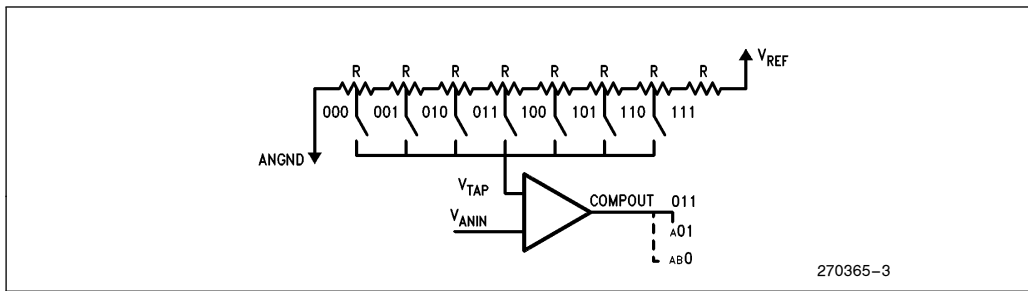 R R R R R R R R
V_REF
000 001 010 011 100 101 110 111
ANGND
V_TAP
COMPOUT 011
V_ANIN
A01
AB0
270365-3